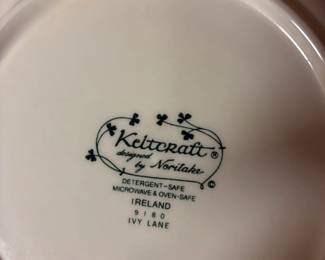 Keltcraft ®
designed
by Noritake
©
DETERGENT-SAFE
MICROWAVE & OVEN-SAFE
IRELAND
9180
IVY LANE